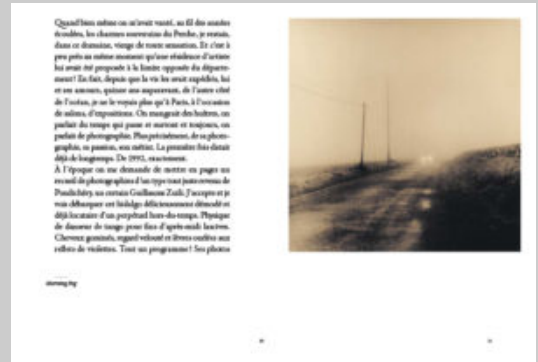 Quand bien même on m'avait vanté, au fil des années
écoulées, les charmes souverains du Perche, je restais,
dans ce domaine, vierge de toute sensation. Et c'est à
peu près au même moment qu'une résidence d'artiste
lui avait été proposée à la limite opposée du départe-
ment! En fait, depuis que la vie les avait expédiés, lui
et ses amours, quinze ans auparavant, de l'autre côté
de l'océan, je ne le voyais plus qu'à Paris, à l'occasion
de salons, d'expositions. On mangeait des huîtres, on
parlait du temps qui passe et surtout et toujours, on
parlait de photographie. Plus précisément, de sa photo-
graphie, sa passion, son métier. La première fois datait
déjà de longtemps. De 1992, exactement.
À l'époque on me demande de mettre en pages un
recueil de photographies d'un type tout juste revenu de
Pondichéry, un certain Guillaume Zuili. J'accepte et je
vois débarquer cet hidalgo délicieusement démodé et
déjà locataire d'un perpétuel hors-du-temps. Physique
de danseur de tango pour fins d'après-midi lascives.
Cheveux gominés, regard velouté et lèvres ourlées aux
reflets de violettes. Tout un programme! Ses photos
Morning fog